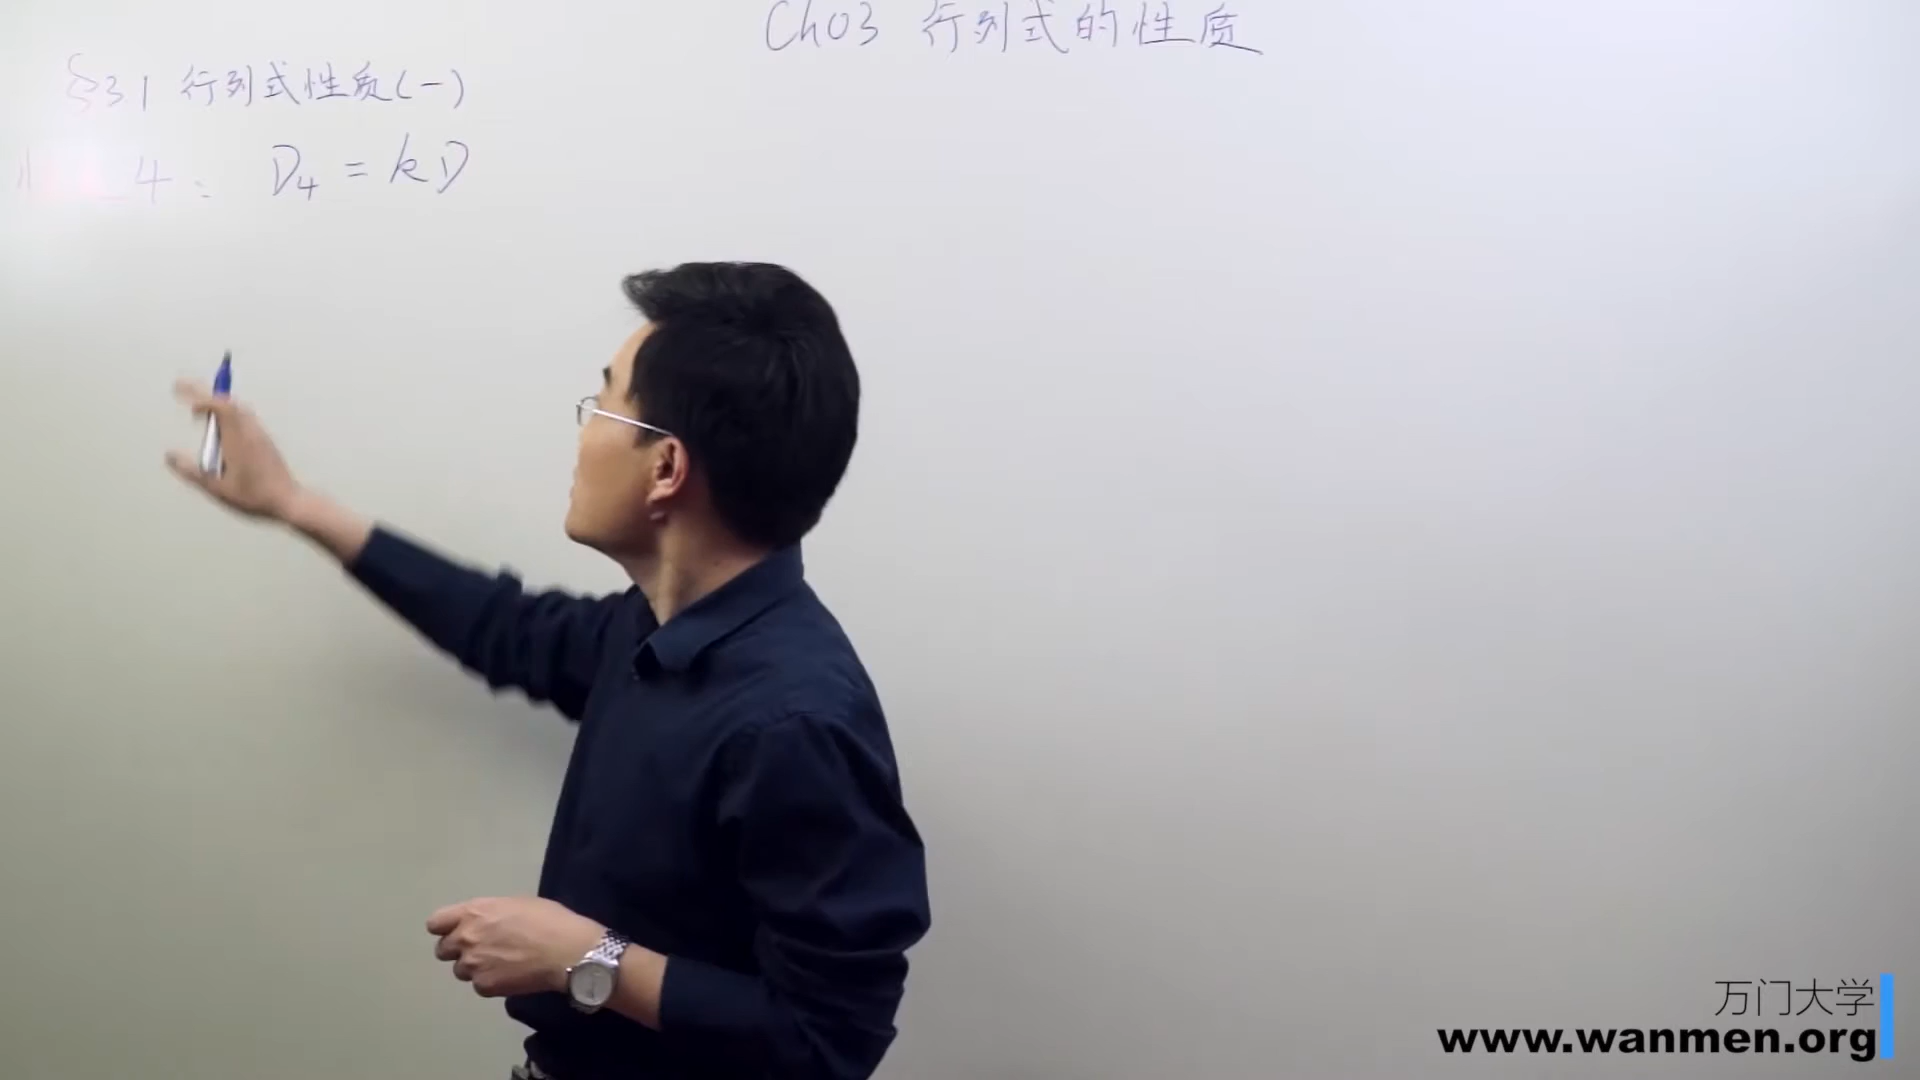 Ch03 行列式的性质
§3.1 行列式性质(一)
4: D₄ = kD
万门大学
www.wanmen.org